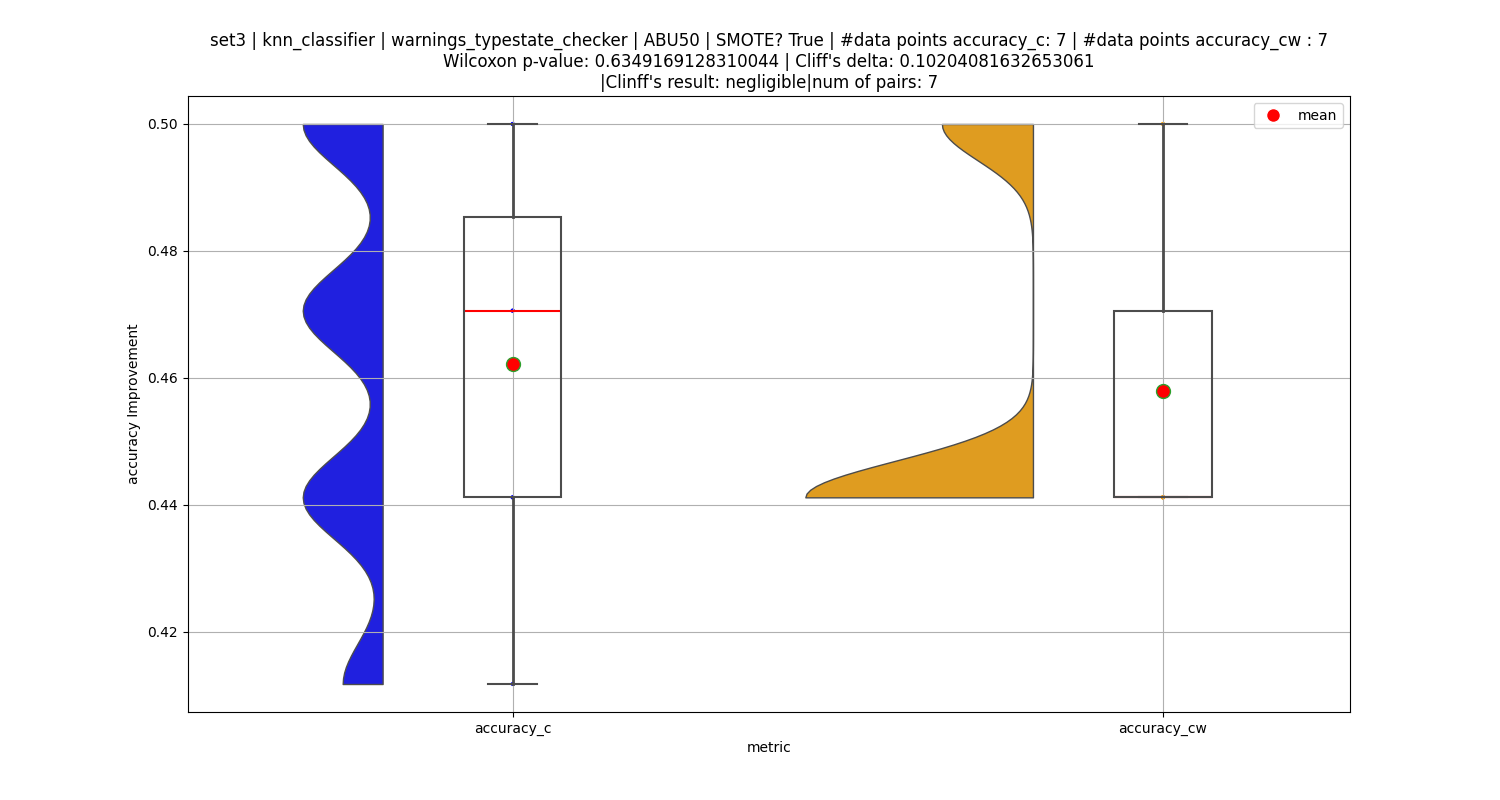 set3 | knn_classifier | warnings_typestate_checker | ABU50 | SMOTE? True | #data points accuracy_c: 7 | #data points accuracy_cw : 7
Wilcoxon p-value: 0.6349169128310044 | Cliff's delta: 0.10204081632653061
|Clinff's result: negligible|num of pairs: 7
mean
0.50
0.48
0.46
0.44
0.42
accuracy Improvement
accuracy_c
accuracy_cw
metric